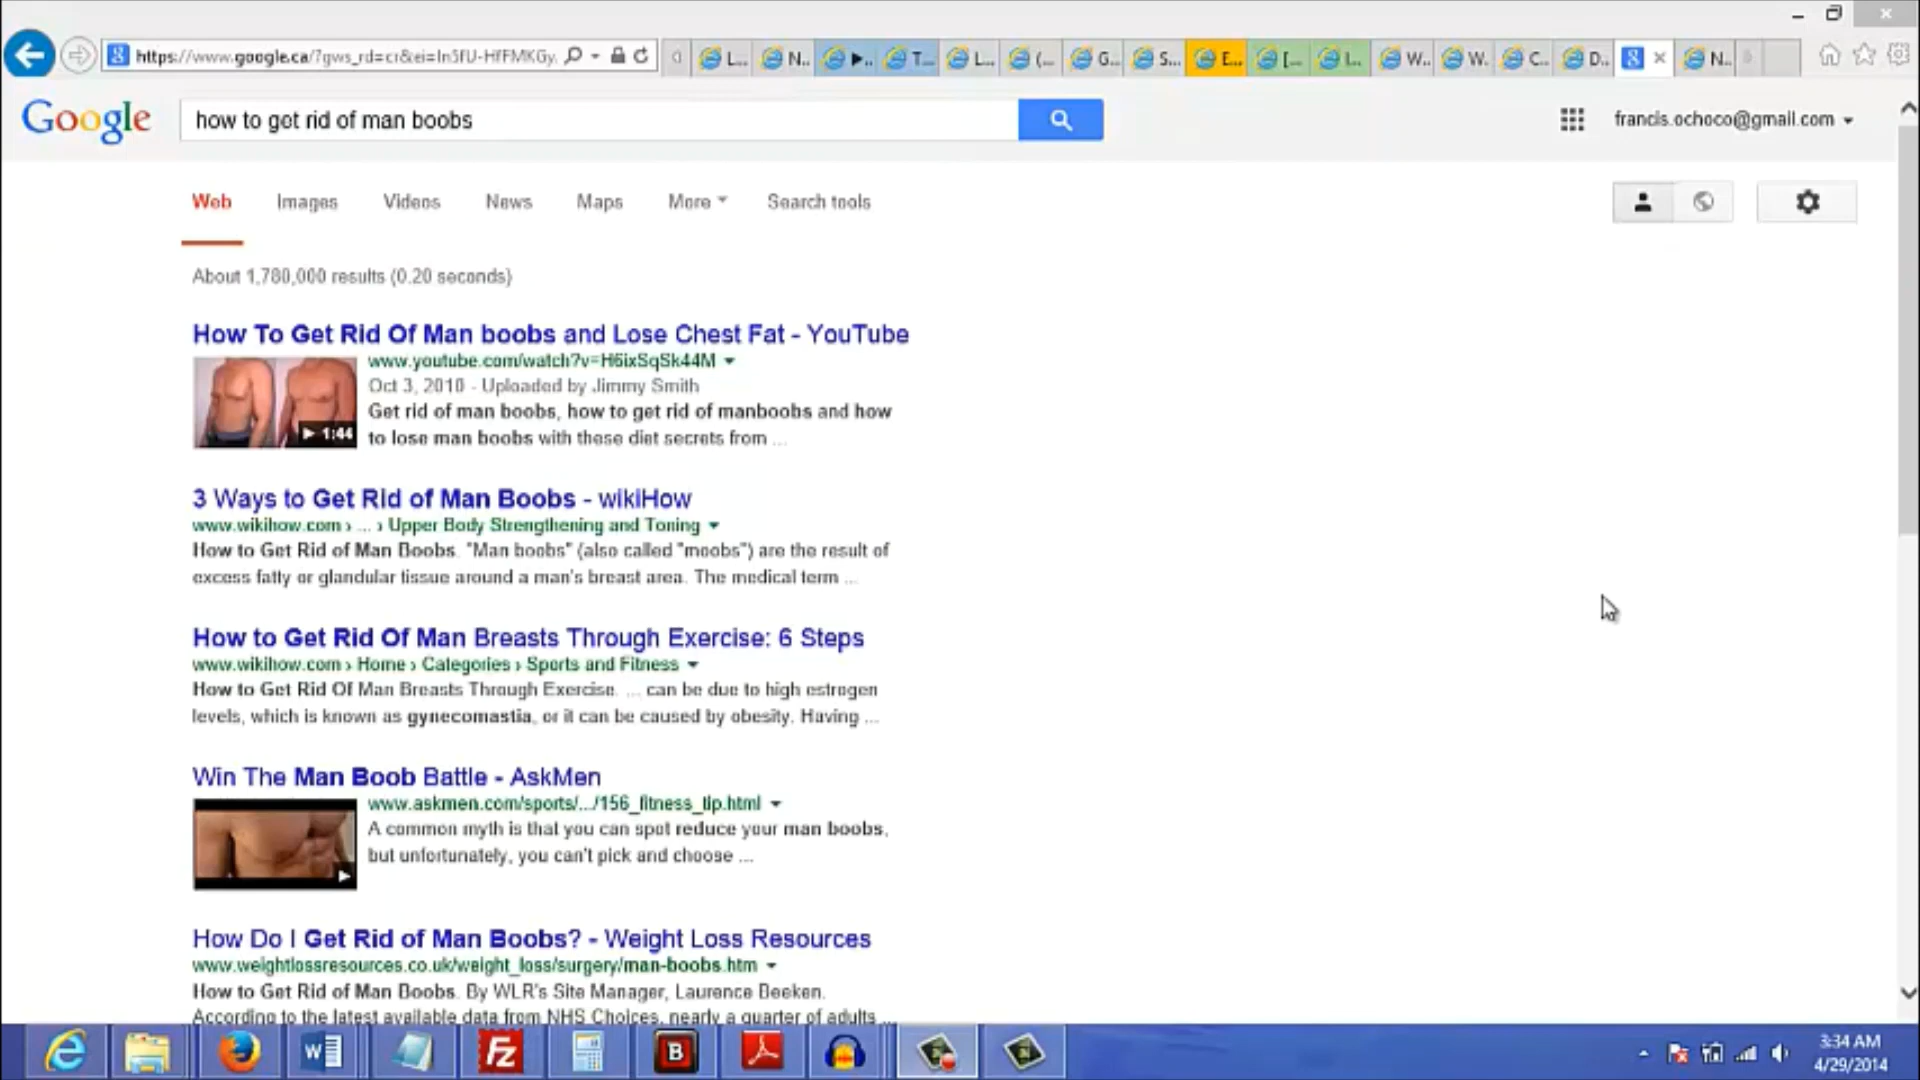 https://www.google.ca/?gws_rd=cr&ei=
L...
N..
T...
L...
(...
G..
S...
E...
[...
I...
W..
W.
C..
D..
N..
Google
how to get rid of man boobs
francis.ochoco@gmail.com
Web Images Videos News Maps More Search tools
About 1,780,000 results (0.20 seconds)
How To Get Rid Of Man boobs and Lose Chest Fat - YouTube
www.youtube.com/watch?v=H6ixSqSk44M
Oct 3, 2010 - Uploaded by Jimmy Smith
Get rid of man boobs, how to get rid of manboobs and how
to lose man boobs with these diet secrets from ...
1:44
3 Ways to Get Rid of Man Boobs - wikiHow
www.wikihow.com › ... › Upper Body Strengthening and Toning
How to Get Rid of Man Boobs. "Man boobs" (also called "moobs") are the result of
excess fatty or glandular tissue around a man's breast area. The medical term ...
How to Get Rid Of Man Breasts Through Exercise: 6 Steps
www.wikihow.com › Home › Categories › Sports and Fitness
How to Get Rid Of Man Breasts Through Exercise. ... can be due to high estrogen
levels, which is known as gynecomastia, or it can be caused by obesity. Having ...
Win The Man Boob Battle - AskMen
www.askmen.com/sports/.../156_fitness_tip.html
A common myth is that you can spot reduce your man boobs,
but unfortunately, you can't pick and choose ...
How Do I Get Rid of Man Boobs? - Weight Loss Resources
www.weightlossresources.co.uk/weight_loss/surgery/man-boobs.htm
How to Get Rid of Man Boobs. By WLR's Site Manager, Laurence Beeken.
According to the latest available data from NHS Choices, nearly a quarter of adults ...
3:34 AM
4/29/2014